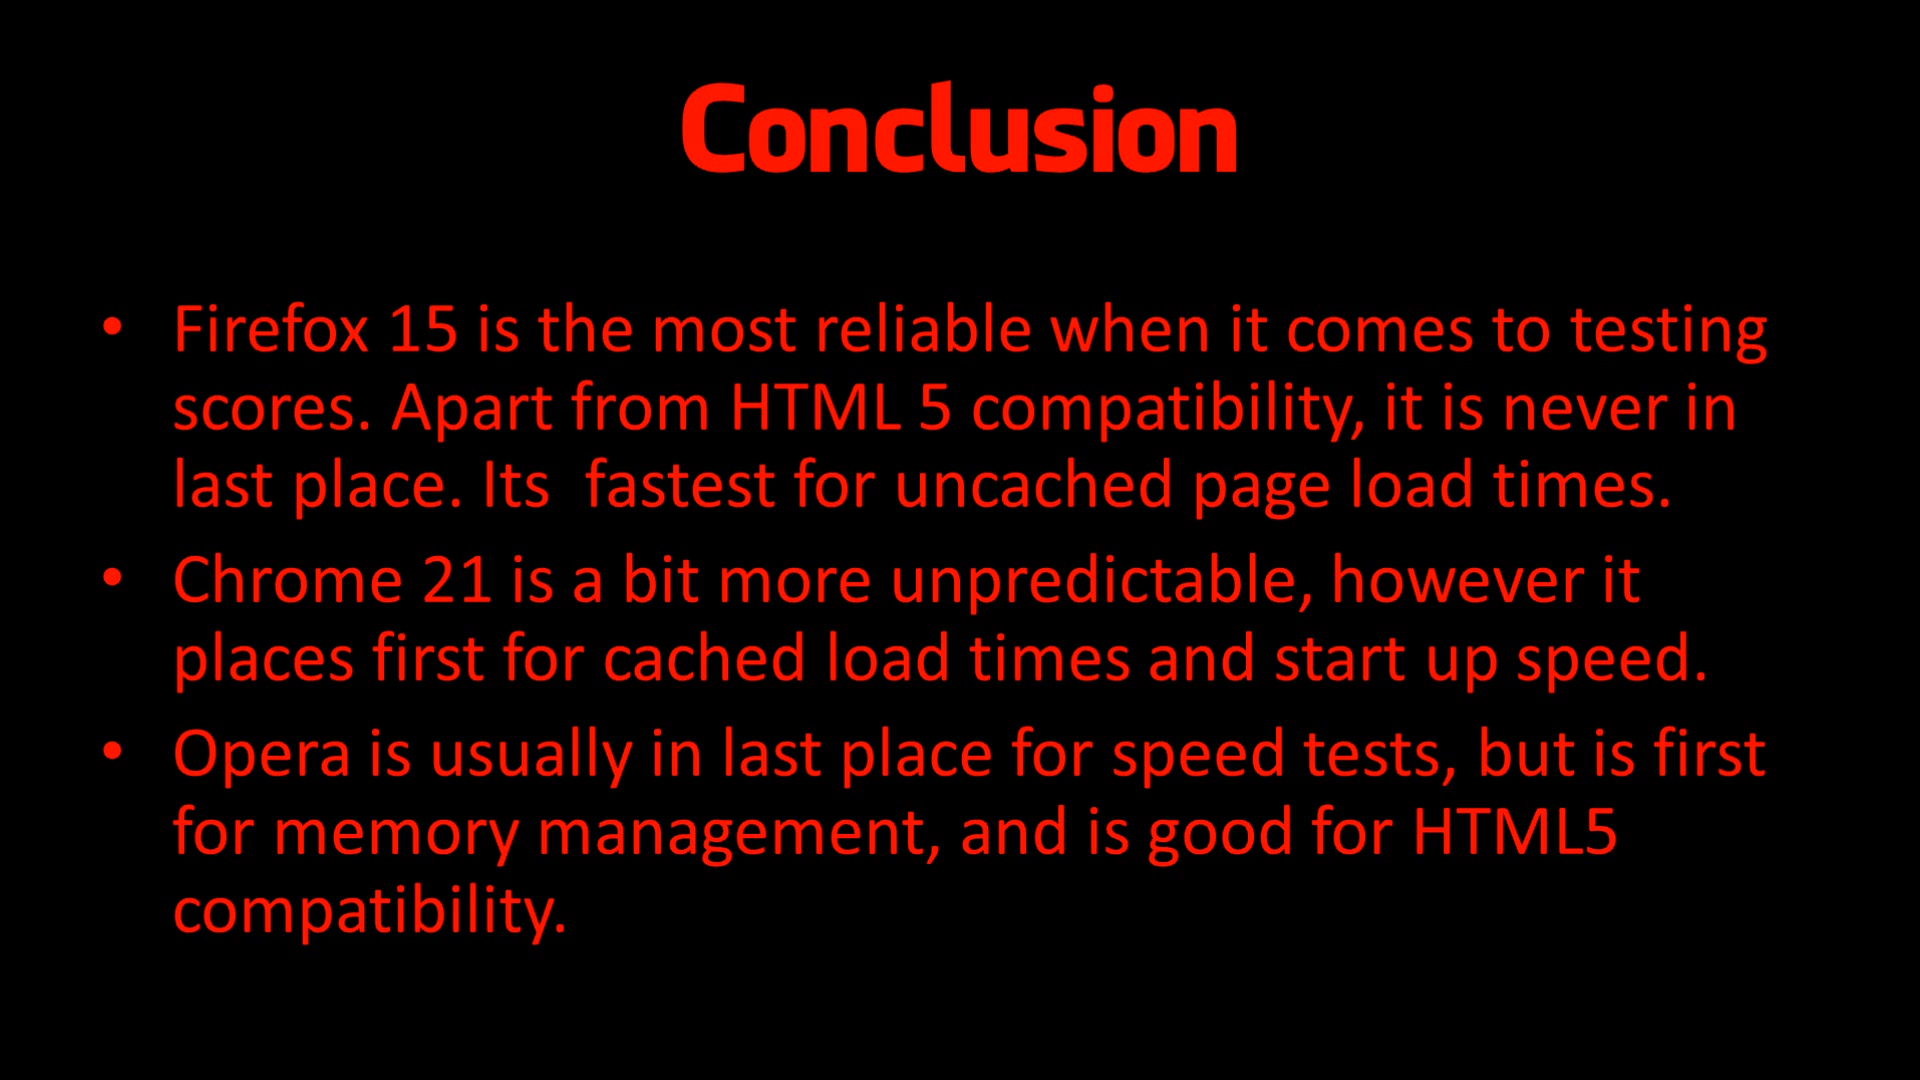 Conclusion
• Firefox 15 is the most reliable when it comes to testing
scores. Apart from HTML 5 compatibility, it is never in
last place. Its  fastest for uncached page load times.
• Chrome 21 is a bit more unpredictable, however it
places first for cached load times and start up speed.
• Opera is usually in last place for speed tests, but is first
for memory management, and is good for HTML5
compatibility.